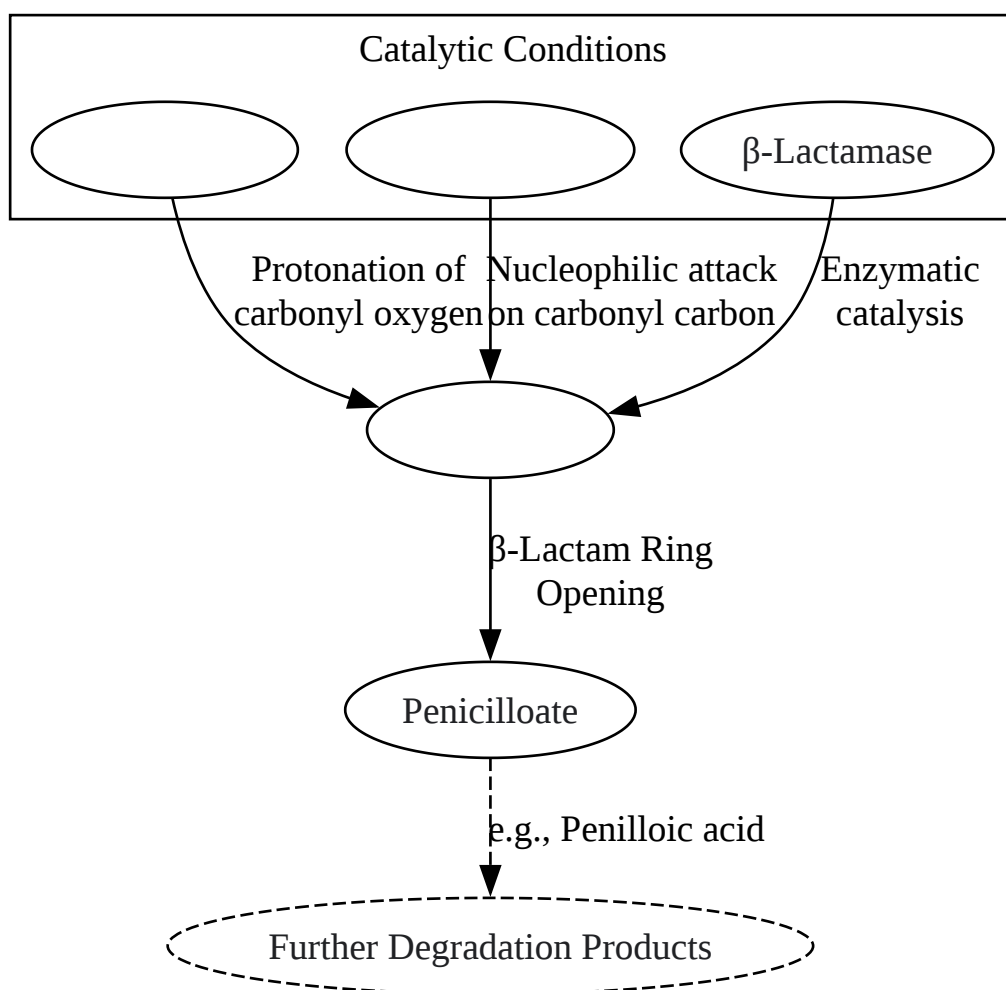 Catalytic Conditions
β-Lactamase
Protonation of
carbonyl oxygen
Nucleophilic attack
on carbonyl carbon
Enzymatic
catalysis
β-Lactam Ring
Opening
Penicilloate
e.g., Penilloic acid
Further Degradation Products